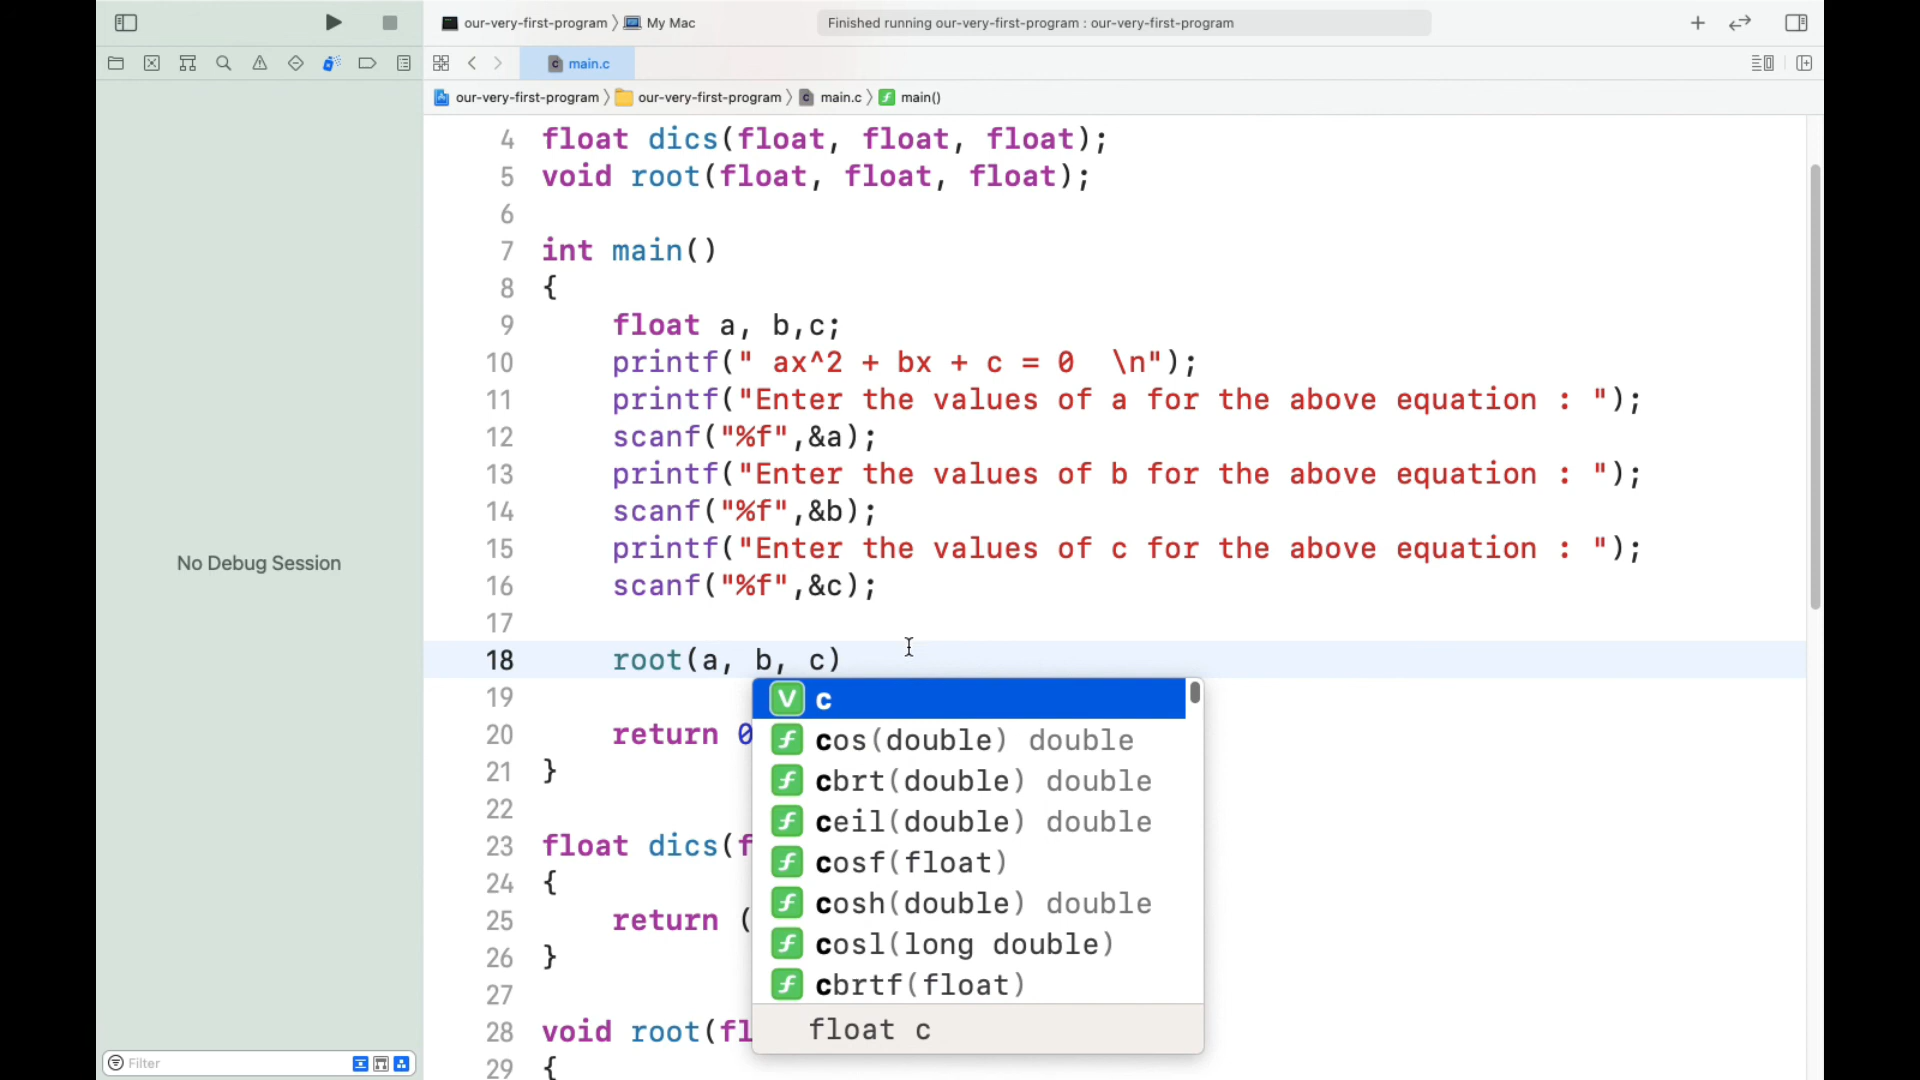 our-very-first-program 〉 My Mac
Finished running our-very-first-program : our-very-first-program
main.c
our-very-first-program 〉 our-very-first-program 〉 main.c 〉 main()
4 float dics(float, float, float);
5 void root(float, float, float);
6
7 int main()
8 {
9 float a, b,c;
10 printf(" ax^2 + bx + c = 0  \n");
11 printf("Enter the values of a for the above equation : ");
12 scanf("%f",&a);
13 printf("Enter the values of b for the above equation : ");
14 scanf("%f",&b);
15 printf("Enter the values of c for the above equation : ");
16 scanf("%f",&c);
17
18 root(a, b, c)
19
20 return 0
21 }
22
23 float dics(f
24 {
25 return (
26 }
27
28 void root(fl
29 {
V c
f cos(double) double
f cbrt(double) double
f ceil(double) double
f cosf(float)
f cosh(double) double
f cosl(long double)
f cbrtf(float)
float c
No Debug Session
Filter